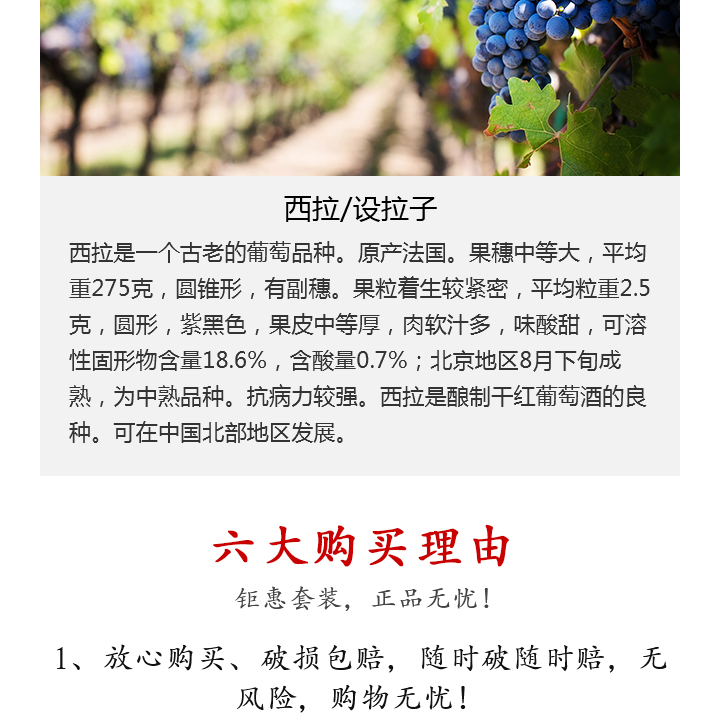 西拉/设拉子
西拉是一个古老的葡萄品种。原产法国。果穗中等大，平均
重275克，圆锥形，有副穗。果粒着生较紧密，平均粒重2.5
克，圆形，紫黑色，果皮中等厚，肉软汁多，味酸甜，可溶
性固形物含量18.6%，含酸量0.7%；北京地区8月下旬成
熟，为中熟品种。抗病力较强。西拉是酿制干红葡萄酒的良
种。可在中国北部地区发展。
六大购买理由
钜惠套装，正品无忧！
1、放心购买、破损包赔，随时破随时赔，无
风险，购物无忧！